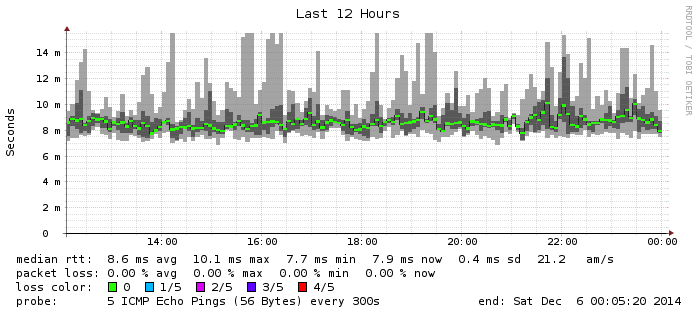 Last 12 Hours
RRDTOOL / TOBI OETIKER
Seconds
14 m
12 m
10 m
8 m
6 m
4 m
2 m
0
14:00 16:00 18:00 20:00 22:00 00:00
median rtt: 8.6 ms avg 10.1 ms max 7.7 ms min 7.9 ms now 0.4 ms sd 21.2 am/s
packet loss: 0.00 % avg 0.00 % max 0.00 % min 0.00 % now
loss color: 0 1/5 2/5 3/5 4/5
probe: 5 ICMP Echo Pings (56 Bytes) every 300s end: Sat Dec 6 00:05:20 2014